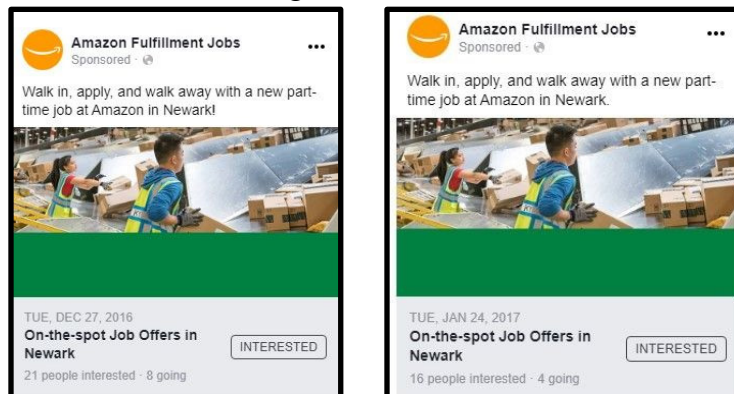 Amazon Fulfillment Jobs
Sponsored ·
Walk in, apply, and walk away with a new part-
time job at Amazon in Newark!
TUE, DEC 27, 2016
On-the-spot Job Offers in
Newark
INTERESTED
21 people interested · 8 going
Amazon Fulfillment Jobs
Sponsored ·
Walk in, apply, and walk away with a new part-
time job at Amazon in Newark.
TUE, JAN 24, 2017
On-the-spot Job Offers in
Newark
INTERESTED
16 people interested · 4 going